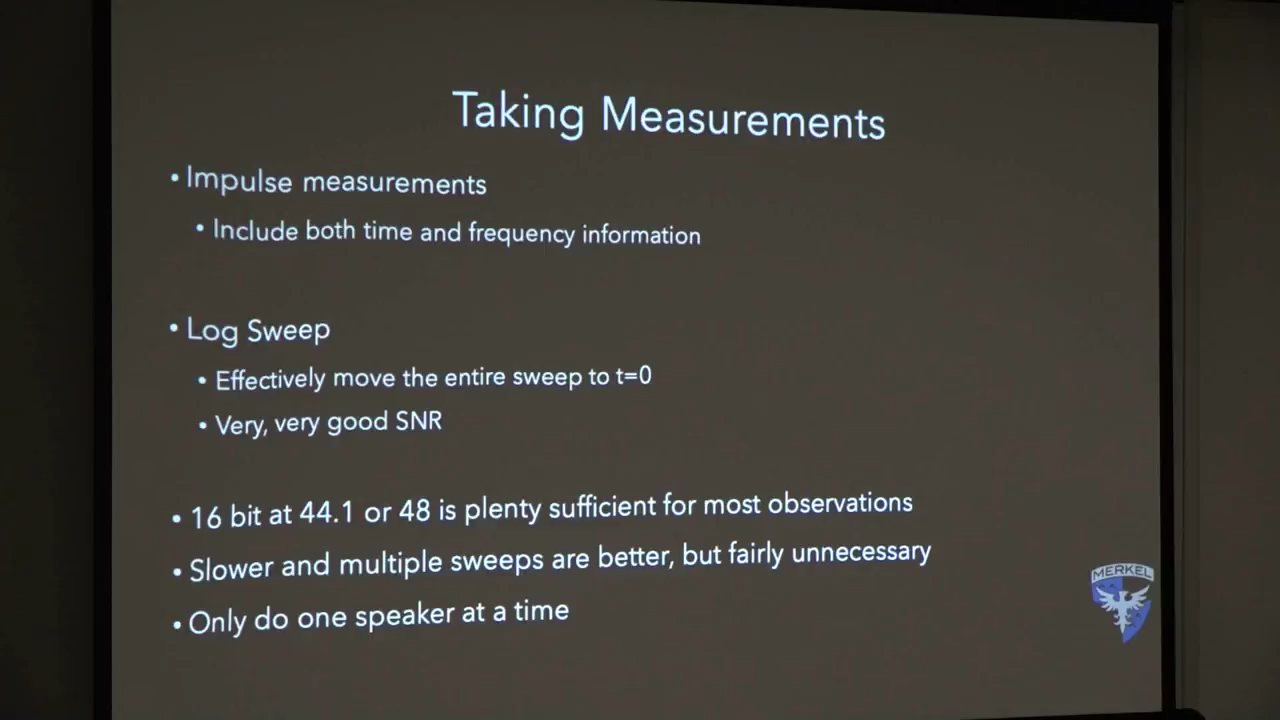 Taking Measurements
• Impulse measurements
• Include both time and frequency information
• Log Sweep
• Effectively move the entire sweep to t=0
• Very, very good SNR
• 16 bit at 44.1 or 48 is plenty sufficient for most observations
• Slower and multiple sweeps are better, but fairly unnecessary
• Only do one speaker at a time
MERKEL